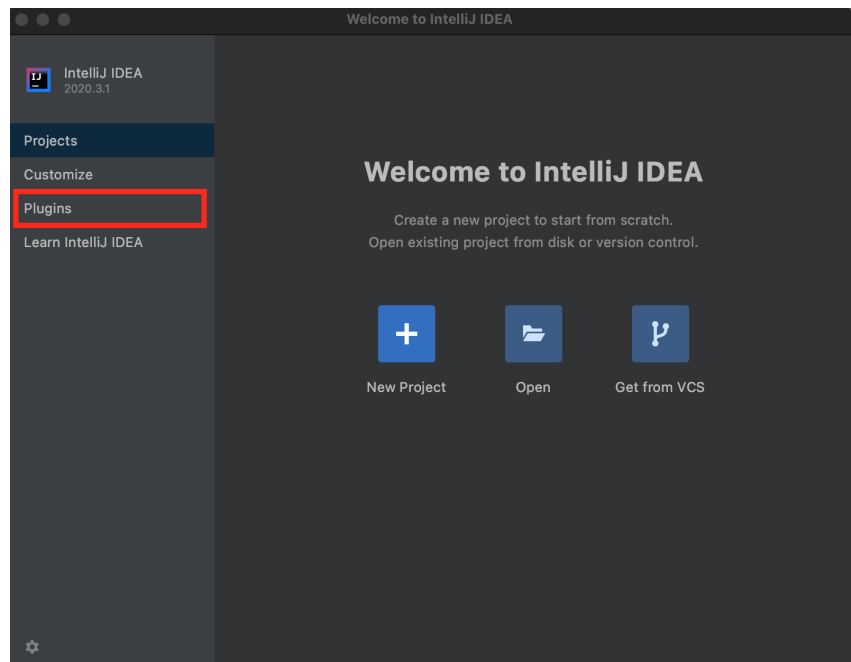 Welcome to IntelliJ IDEA
IJ
IntelliJ IDEA
2020.3.1
Projects
Customize
Plugins
Learn IntelliJ IDEA
Welcome to IntelliJ IDEA
Create a new project to start from scratch.
Open existing project from disk or version control.
New Project
Open
Get from VCS